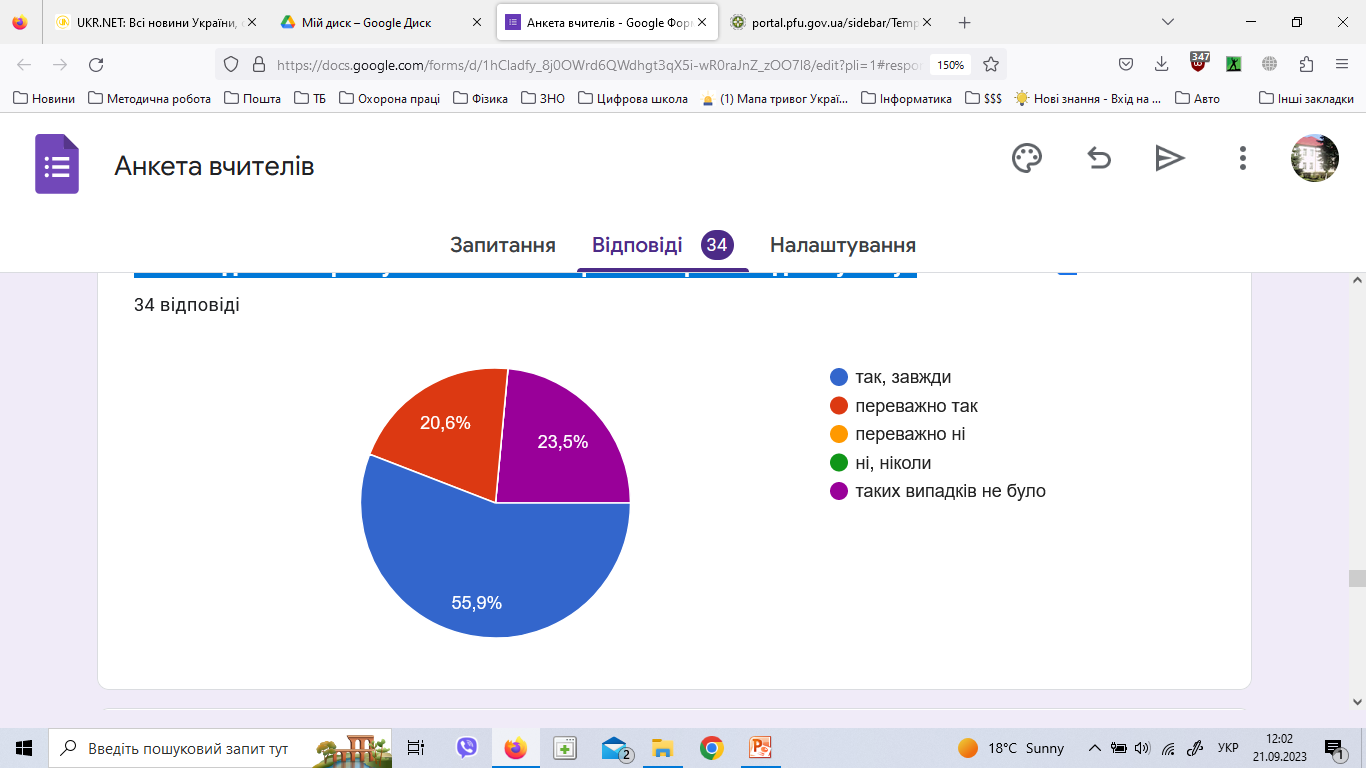 UKR.NET: Всі новини України,
Мій диск – Google Диск
Анкета вчителів - Google Фор
portal.pfu.gov.ua/sidebar/Temp
https://docs.google.com/forms/d/1hCladfy_8j0OWrd6QWdhgt3qX5i-wR0raJnZ_zOO7I8/edit?pli=1#respor
150%
347
Новини
Методична робота
Пошта
ТБ
Охорона праці
Фізика
ЗНО
Цифрова школа
(1) Мапа тривог Украї...
Інформатика
$$$
Нові знання - Вхід на ...
Авто
Інші закладки
Анкета вчителів
Запитання
Відповіді 34
Налаштування
34 відповіді
20,6%
23,5%
55,9%
так, завжди
переважно так
переважно ні
ні, ніколи
таких випадків не було
Введіть пошуковий запит тут
2
18°C Sunny
УКР
12:02
21.09.2023
1